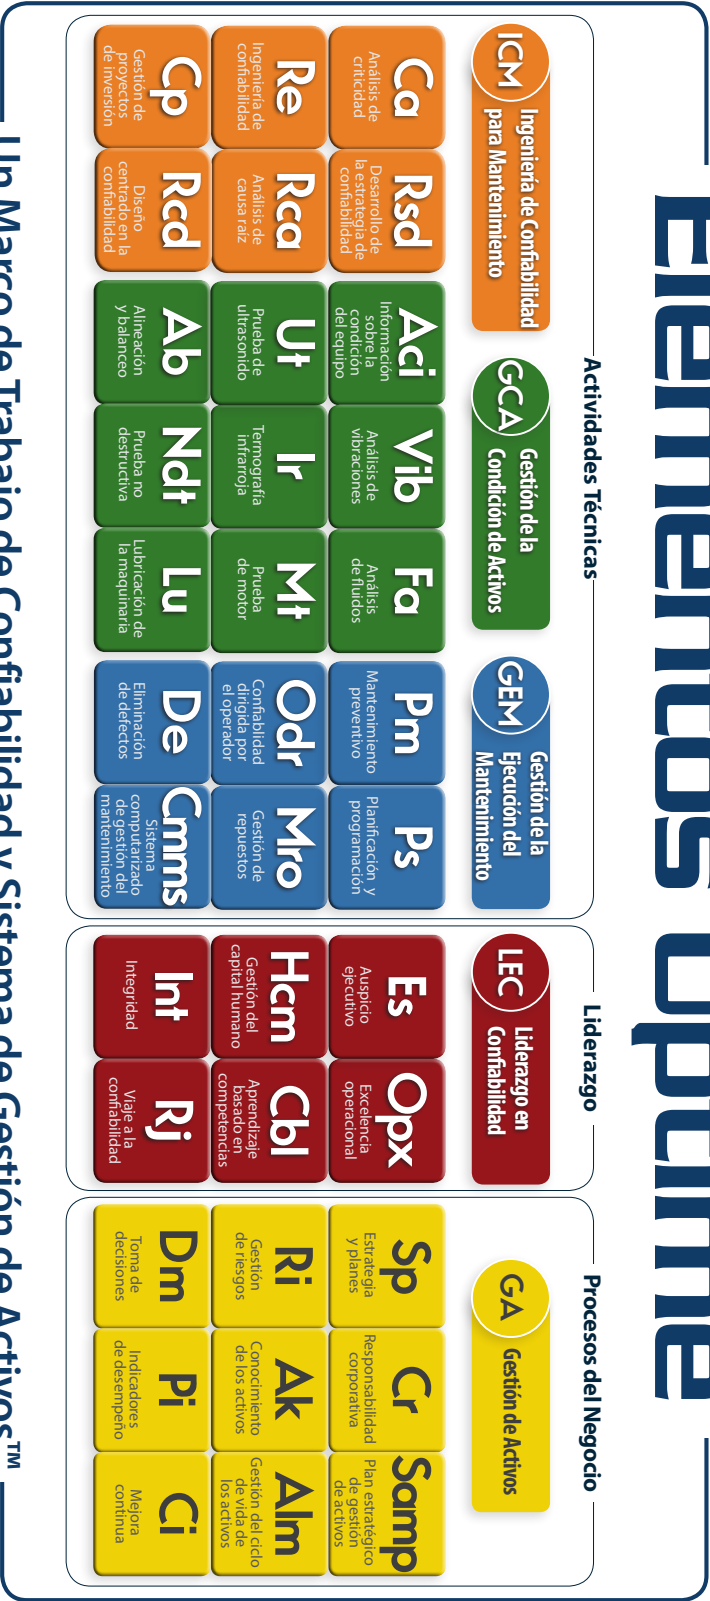 Elementos Uptime
Actividades Técnicas
Liderazgo
Procesos del Negocio
ICM
Ingeniería de Confiabilidad
para Mantenimiento
GCA
Gestión de la
Condición de Activos
GEM
Gestión de la
Ejecución del
Mantenimiento
LEC
Liderazgo en
Confiabilidad
GA
Gestión de Activos
Ca
Análisis de
criticidad
Rsd
Desarrollo de
la estrategia de
confiabilidad
Aci
Información
sobre la
condición
del equipo
Vib
Análisis de
vibraciones
Fa
Análisis
de fluidos
Pm
Mantenimiento
preventivo
Ps
Planificación y
programación
Es
Auspicio
ejecutivo
Opx
Excelencia
operacional
Sp
Estrategia
y planes
Cr
Responsabilidad
corporativa
Samp
Plan estratégico
de gestión
de activos
Re
Ingeniería de
confiabilidad
Rca
Análisis de
causa raíz
Ut
Prueba de
ultrasonido
Ir
Termografía
infrarroja
Mt
Prueba
de motor
Odr
Confiablidad
dirigida por
el operador
Mro
Gestión de
repuestos
Hcm
Gestión del
capital humano
Cbl
Aprendizaje
basado en
competencias
Ri
Gestión
de riesgos
Ak
Conocimiento
de los activos
Alm
Gestión del ciclo
de vida de
los activos
Cp
Gestión de
proyectos
de inversión
Rcd
Diseño
centrado en la
confiabilidad
Ab
Alineación
y balanceo
Ndt
Prueba no
destructiva
Lu
Lubricación de
la maquinaria
De
Eliminación
de defectos
Cmms
Sistema
computarizado
de gestión del
mantenimiento
Int
Integridad
Rj
Viaje a la
confiabilidad
Dm
Toma de
decisiones
Pi
Indicadores
de desempeño
Ci
Mejora
continua
Un Marco de Trabajo de Confiabilidad y Sistema de Gestión de Activos™